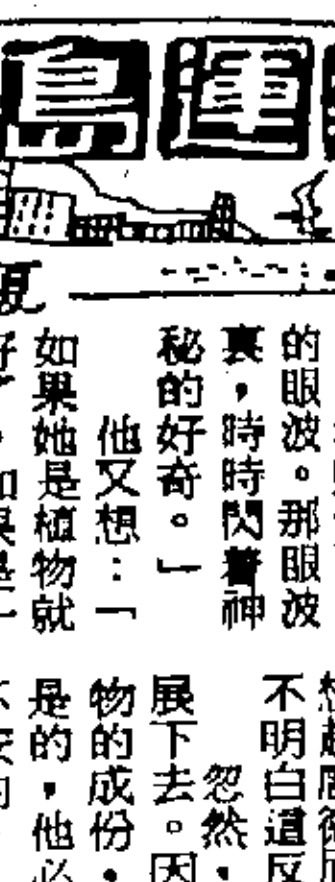 運鳥
的眼波。那眼波
裏，時時閃着神
秘的好奇。」
他又想：「
如果她是植物就
不明白這反
忽然，
展下去。因
物的成份，
是的，他必